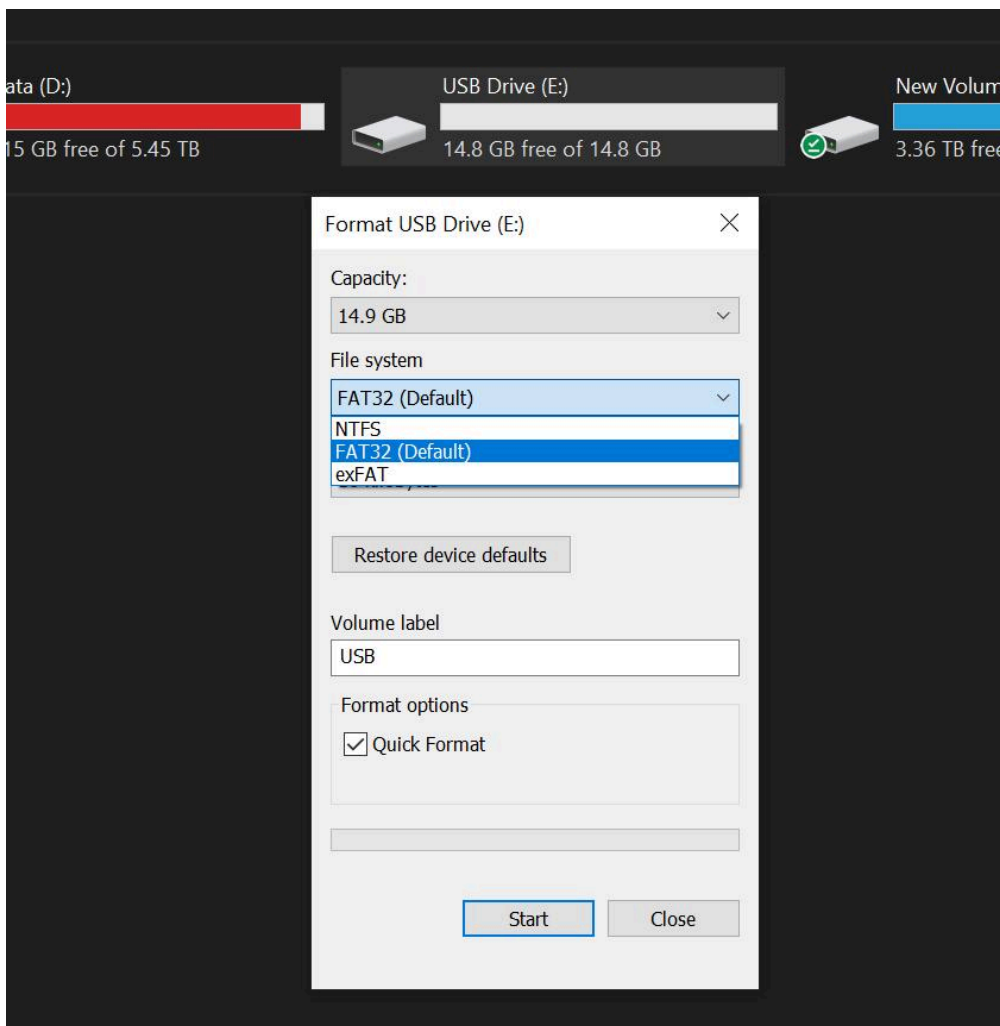 ata (D:)
USB Drive (E:)
New Volum
15 GB free of 5.45 TB
14.8 GB free of 14.8 GB
3.36 TB free
Format USB Drive (E:)
Capacity:
14.9 GB
File system
FAT32 (Default)
NTFS
FAT32 (Default)
exFAT
Restore device defaults
Volume label
USB
Format options
Quick Format
Start
Close